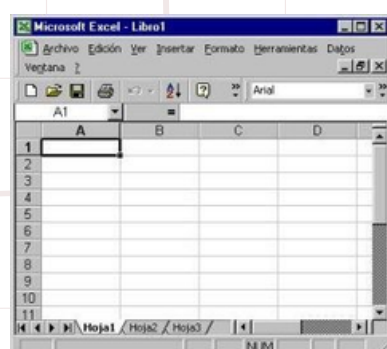 Microsoft Excel - Libro1
Archivo Edición Ver Insertar Formato Herramientas Datos
Ventana ?
Arial
A1 =
A B C D
1
2
3
4
5
6
7
8
9
10
11
Hoja1 Hoja2 Hoja3
NUM